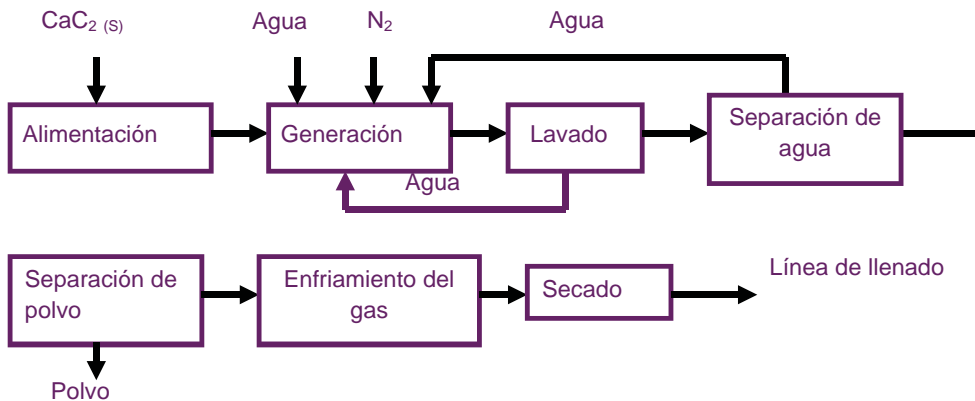 CaC₂ (S)
Agua
N₂
Agua
Alimentación
Generación
Lavado
Separación de
agua
Agua
Separación de
polvo
Enfriamiento del
gas
Secado
Línea de llenado
Polvo